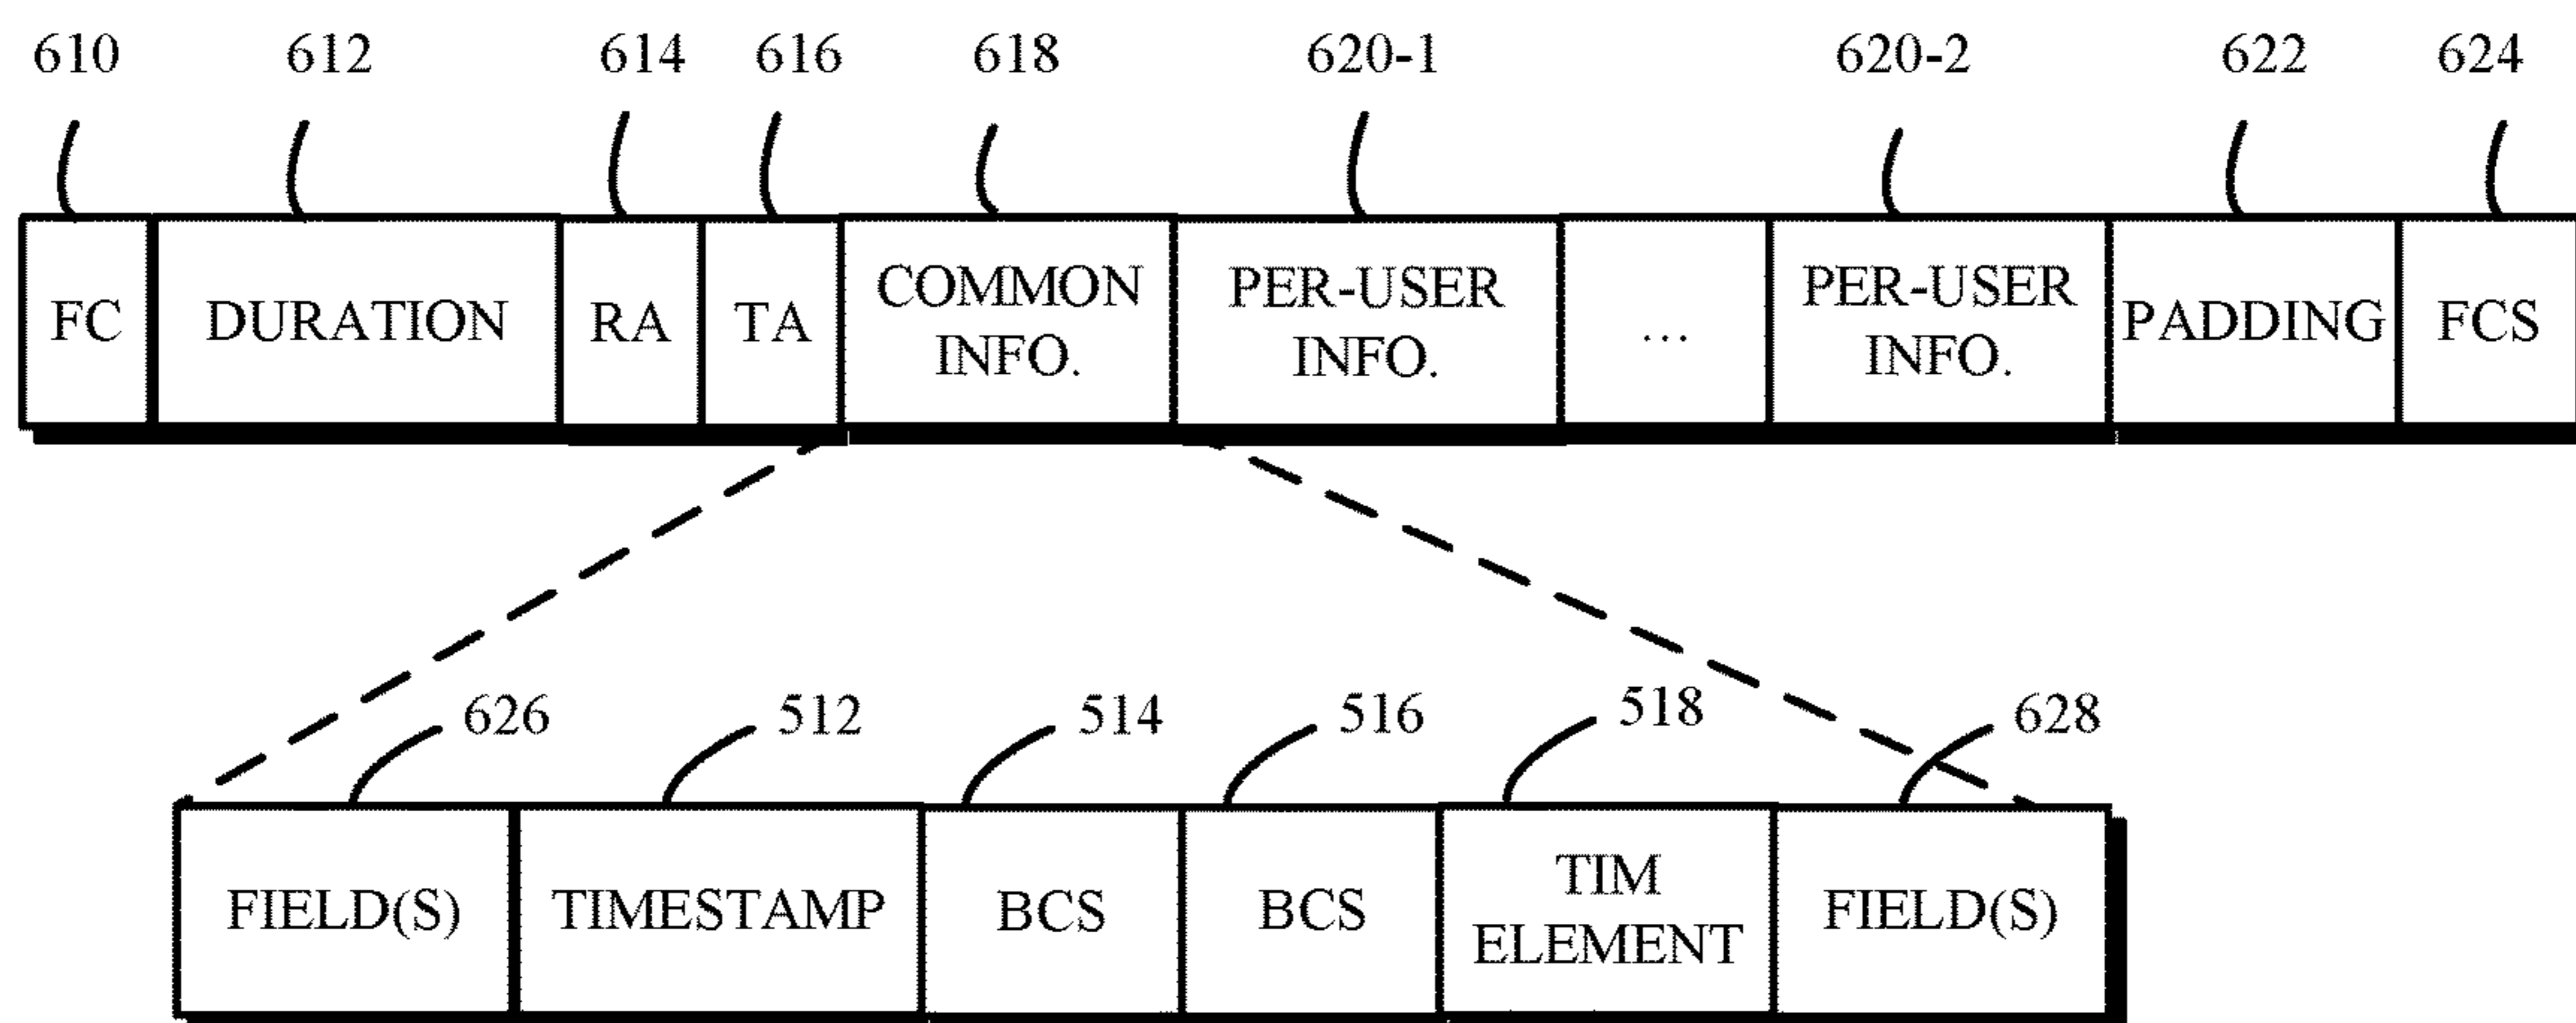 610 612 614 616 618 620-1 620-2 622 624
FC DURATION RA TA COMMON INFO. PER-USER INFO. ... PER-USER INFO. PADDING FCS
626 512 514 516 518 628
FIELD(S) TIMESTAMP BCS BCS TIM ELEMENT FIELD(S)